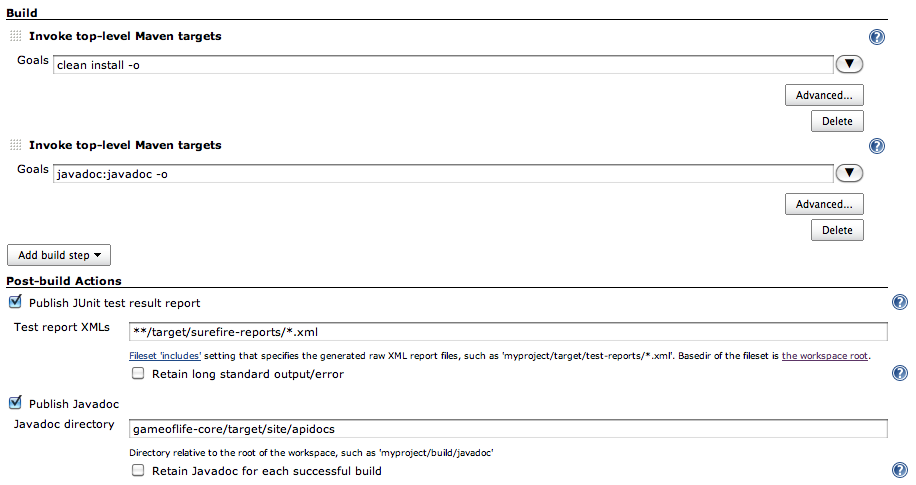 Build
Invoke top-level Maven targets
Goals clean install -o
Advanced...
Delete
Invoke top-level Maven targets
Goals javadoc:javadoc -o
Advanced...
Delete
Add build step
Post-build Actions
Publish JUnit test result report
Test report XMLs **/target/surefire-reports/*.xml
Fileset 'includes' setting that specifies the generated raw XML report files, such as 'myproject/target/test-reports/*.xml'. Basedir of the fileset is the workspace root.
Retain long standard output/error
Publish Javadoc
Javadoc directory gameoflife-core/target/site/apidocs
Directory relative to the root of the workspace, such as 'myproject/build/javadoc'
Retain Javadoc for each successful build